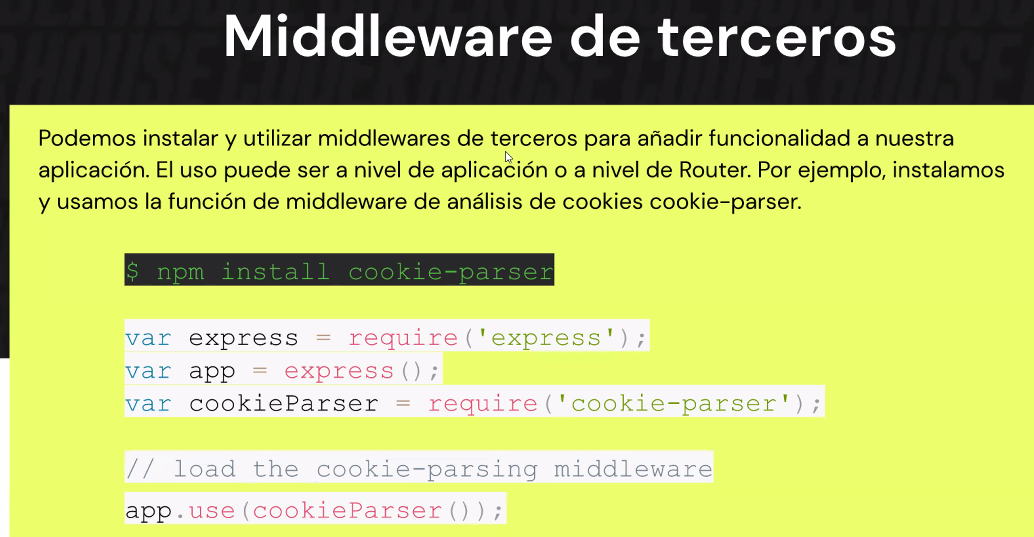 Middleware de terceros
Podemos instalar y utilizar middlewares de terceros para añadir funcionalidad a nuestra
aplicación. El uso puede ser a nivel de aplicación o a nivel de Router. Por ejemplo, instalamos
y usamos la función de middleware de análisis de cookies cookie-parser.
$ npm install cookie-parser
var express = require('express');
var app = express();
var cookieParser = require('cookie-parser');
// load the cookie-parsing middleware
app.use(cookieParser());